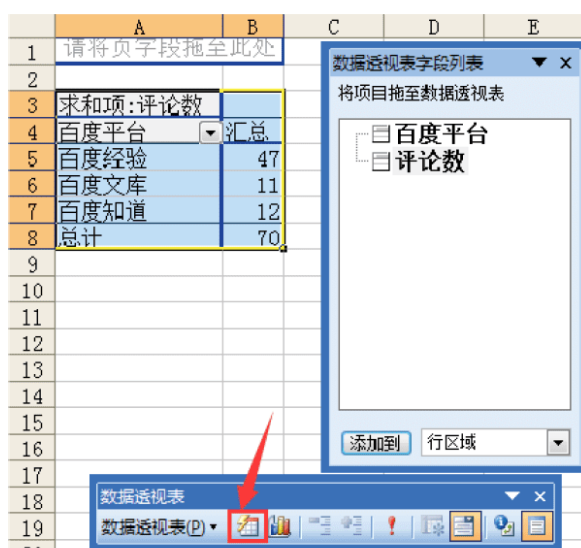 A B C D E
1 请将页字段拖至此处
2
3 求和项:评论数
4 百度平台 汇总
5 百度经验 47
6 百度文库 11
7 百度知道 12
8 总计 70
9
10
11
12
13
14
15
16
17
18
19
数据透视表字段列表
将项目拖至数据透视表
百度平台
评论数
添加到 行区域
数据透视表
数据透视表(P)